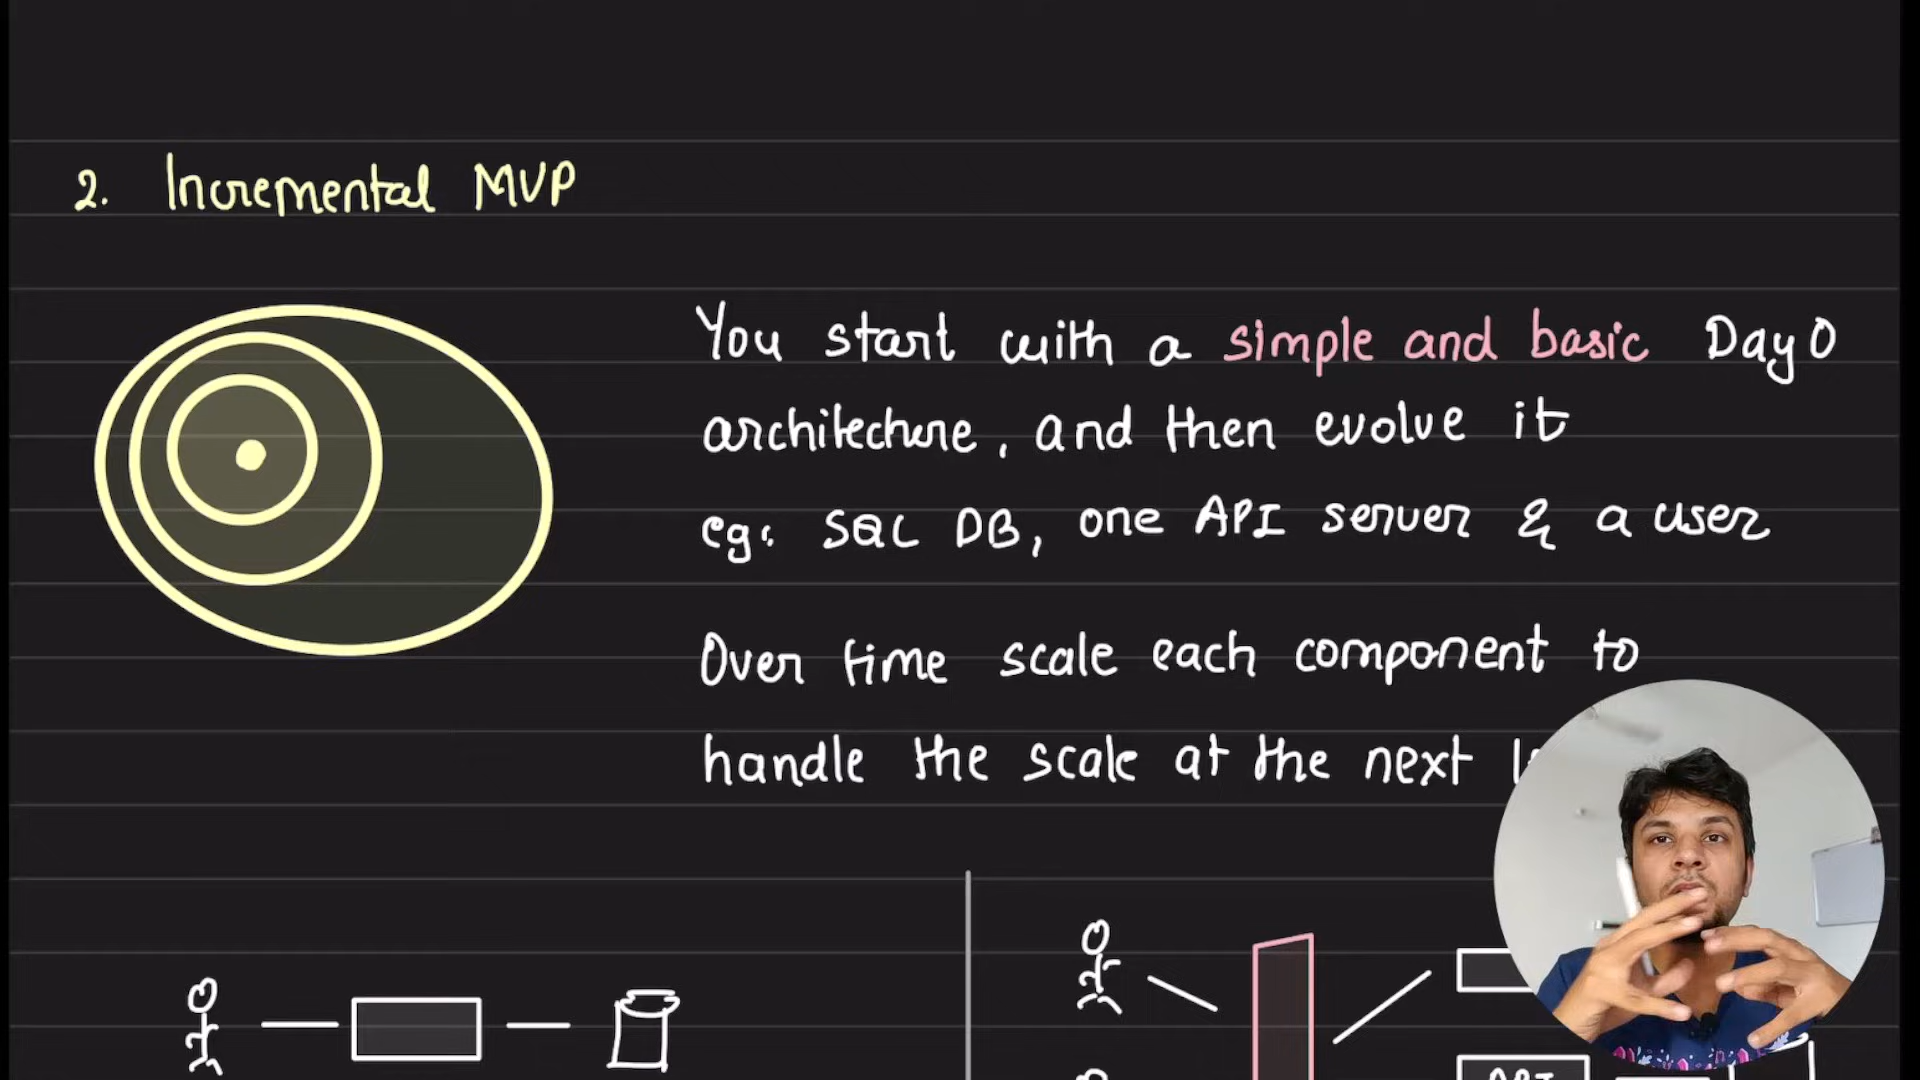 2. Incremental MVP
You start with a simple and basic Day 0
architecture, and then evolve it
eg: SQL DB, one API server & a user
Over time scale each component to
handle the scale at the next
API